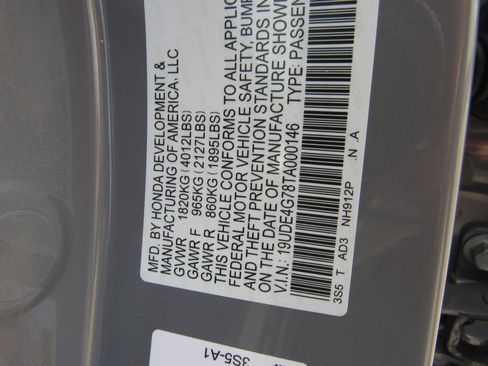 MFD. BY HONDA DEVELOPMENT &
MANUFACTURING OF AMERICA, LLC
GVWR 1820KG (4012LBS)
GAWR F 965KG (2127LBS)
GAWR R 860KG (1895LBS)
THIS VEHICLE CONFORMS TO ALL APPLIC
FEDERAL MOTOR VEHICLE SAFETY, BUMP
AND THEFT PREVENTION STANDARDS IN
ON THE DATE OF MANUFACTURE SHOW
V.I.N.: 19UDE4G78TA000146 TYPE: PASSEN
3S5 T AD3 NH912P .N .A
3S5-A1